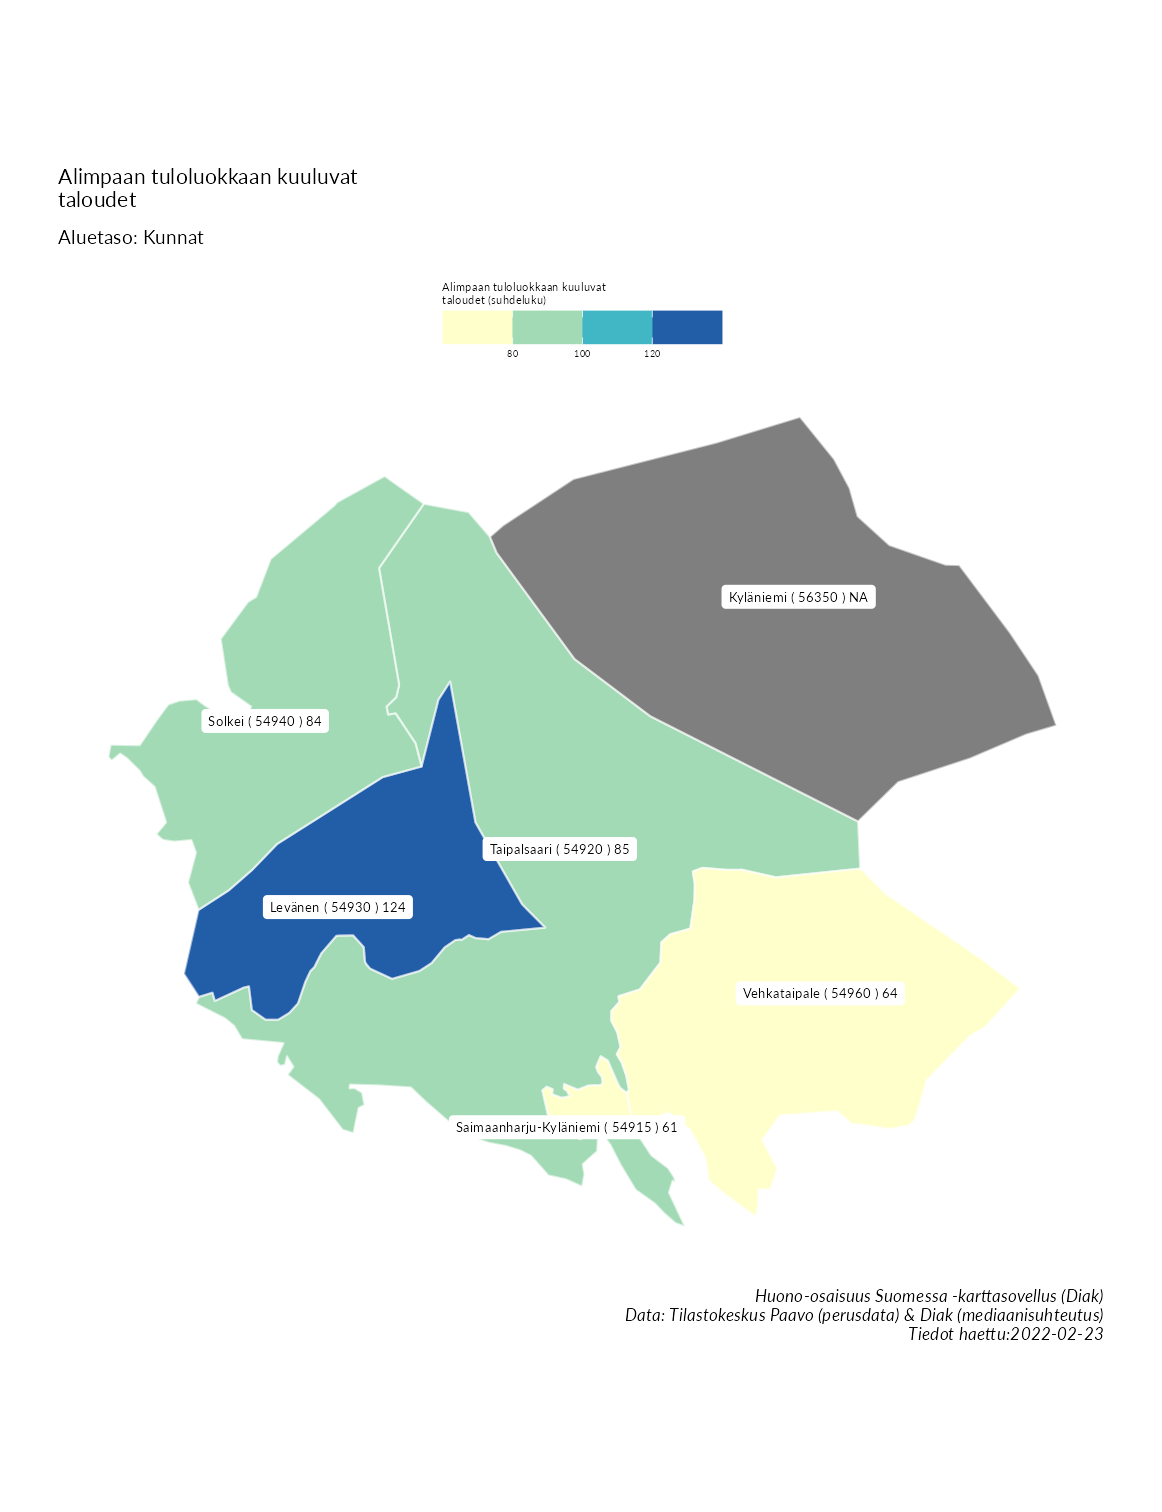 Alimpaan tuloluokkaan kuuluvat
taloudet
Aluetaso: Kunnat
Alimpaan tuloluokkaan kuuluvat
taloudet (suhdeluku)
80 100 120
Kyläniemi ( 56350 ) NA
Solkei ( 54940 ) 84
Taipalsaari ( 54920 ) 85
Levänen ( 54930 ) 124
Vehkataipale ( 54960 ) 64
Saimaanharju-Kyläniemi ( 54915 ) 61
Huono-osaisuus Suomessa -karttasovellus (Diak)
Data: Tilastokeskus Paavo (perusdata) & Diak (mediaanisuhteutus)
Tiedot haettu:2022-02-23